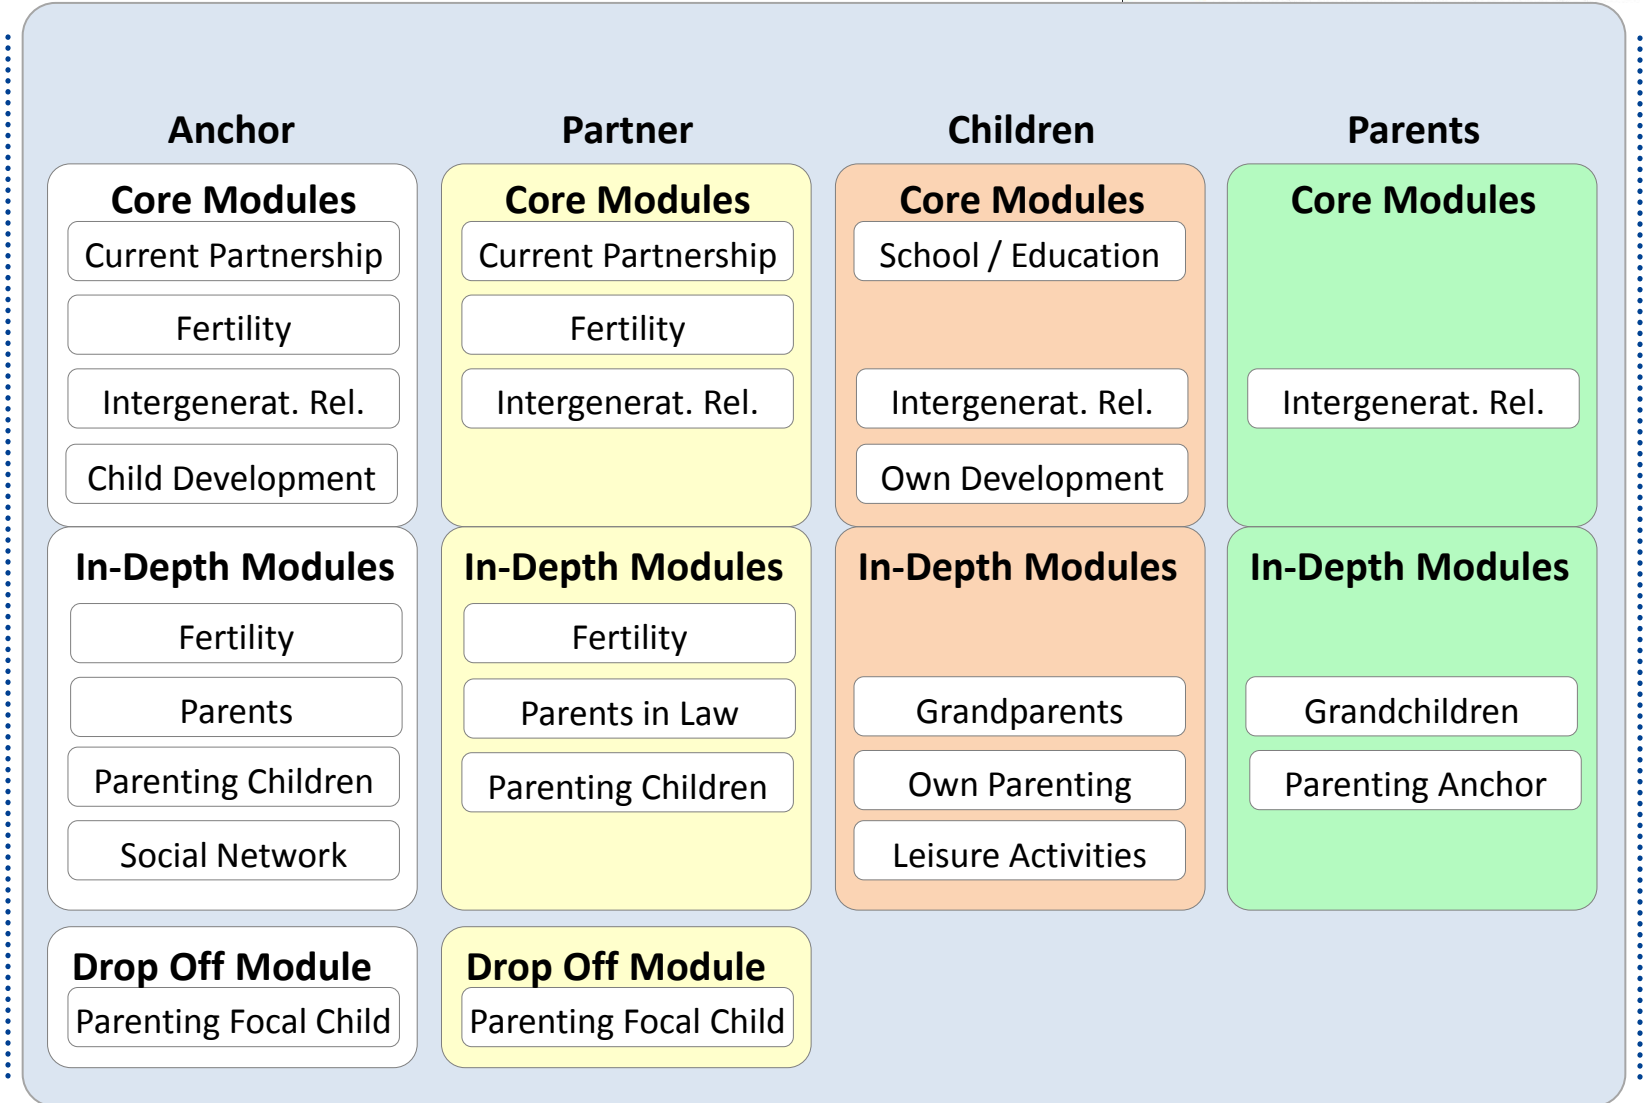 Anchor
Partner
Children
Parents
Core Modules
Current Partnership
Fertility
Intergenerat. Rel.
Child Development
In-Depth Modules
Fertility
Parents
Parenting Children
Social Network
Drop Off Module
Parenting Focal Child
Core Modules
Current Partnership
Fertility
Intergenerat. Rel.
In-Depth Modules
Fertility
Parents in Law
Parenting Children
Drop Off Module
Parenting Focal Child
Core Modules
School / Education
Intergenerat. Rel.
Own Development
In-Depth Modules
Grandparents
Own Parenting
Leisure Activities
Core Modules
Intergenerat. Rel.
In-Depth Modules
Grandchildren
Parenting Anchor